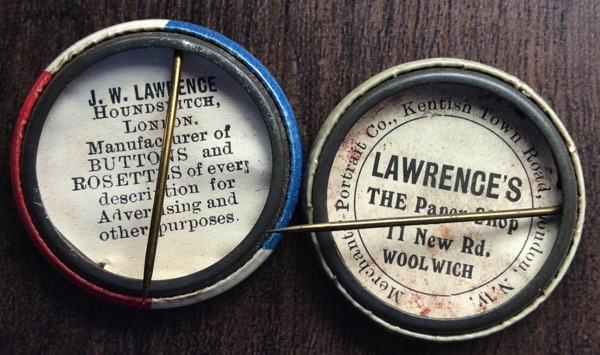 J. W. LAWRENCE
HOUNDSDITCH,
LONDON.
Manufacturer of
BUTTONS and
ROSETTES of every
description for
Advertising and
other purposes.
Merchants Portrait Co., Kentish Town Road, London, N.W.
LAWRENCE'S
THE Paper Shop
11 New Rd.
WOOLWICH